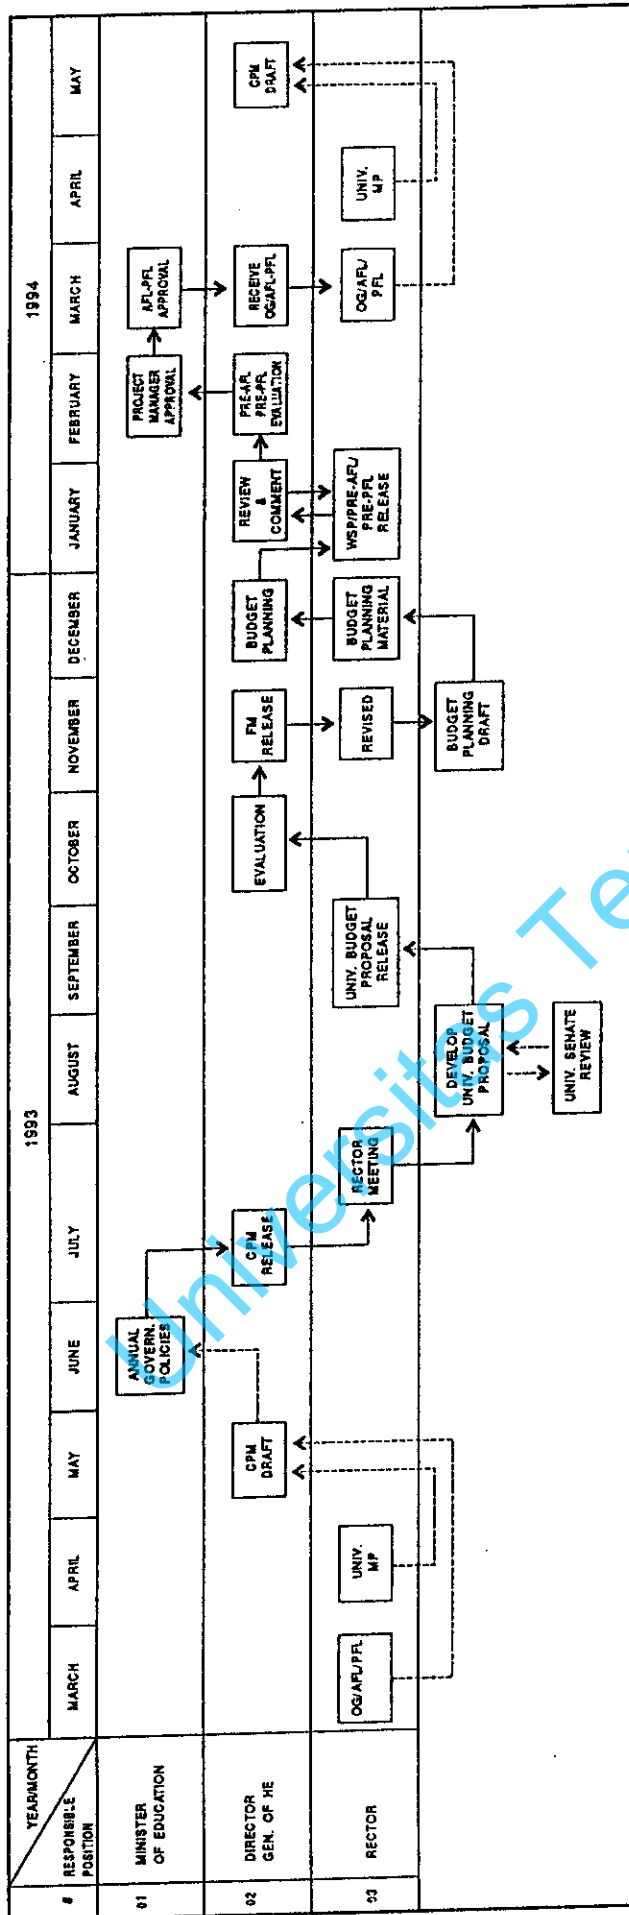 YEAR/MONTH
1993
1994
#
RESPONSIBLE
POSITION
MARCH
APRIL
MAY
JUNE
JULY
AUGUST
SEPTEMBER
OCTOBER
NOVEMBER
DECEMBER
JANUARY
FEBRUARY
MARCH
APRIL
MAY
01
MINISTER
OF EDUCATION
ANNUAL
GOVERN.
POLICIES
PROJECT
MANAGER
APPROVAL
AFL-PFL
APPROVAL
02
DIRECTOR
GEN. OF HE
CPM
DRAFT
CPM
RELEASE
EVALUATION
FM
RELEASE
BUDGET
PLANNING
REVIEW
&
COMMENT
PRE-AFL
PRE-PFL
EVALUATION
RECEIVE
OG/AFL-PFL
CPM
DRAFT
03
RECTOR
OG/AFL/PFL
UNIV.
MP
RECTOR
MEETING
UNIV. BUDGET
PROPOSAL
RELEASE
REVISED
BUDGET
PLANNING
MATERIAL
WSP/PRE-AFL/
PRE-PFL
RELEASE
OG/AFL/
PFL
UNIV.
MP
DEVELOP
UNIV. BUDGET
PROPOSAL
BUDGET
PLANNING
DRAFT
UNIV. SENATE
REVIEW
Universitas Te